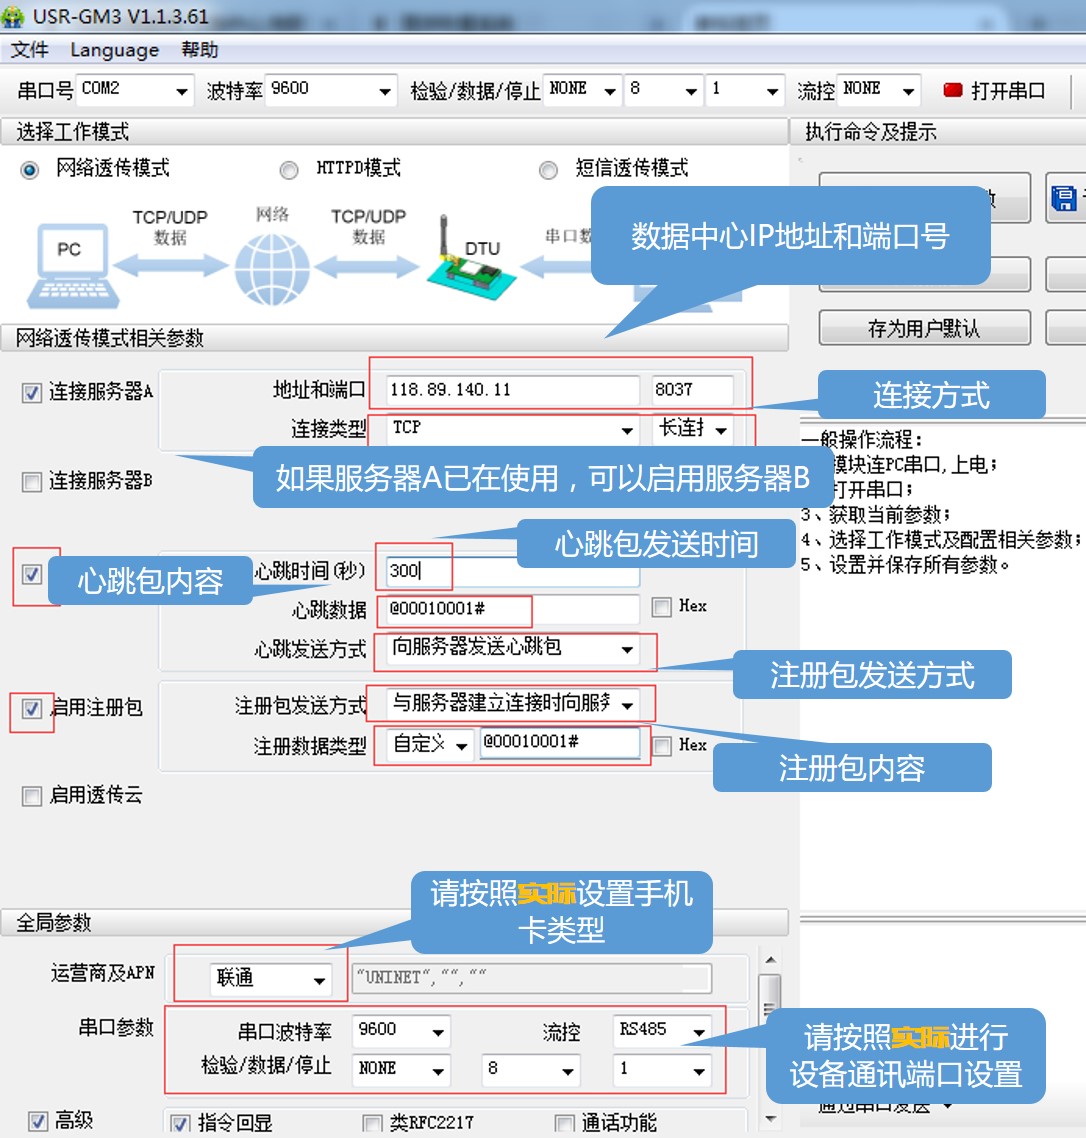 USR-GM3 V1.1.3.61
文件 Language 帮助
串口号 COM2 波特率 9600 检验/数据/停止 NONE 8 1 流控 NONE 打开串口
选择工作模式
执行命令及提示
网络透传模式 HTTPD模式 短信透传模式
TCP/UDP
数据
网络
TCP/UDP
数据
PC
DTU
串口数
数据中心IP地址和端口号
存为用户默认
网络透传模式相关参数
连接服务器A
地址和端口 118.89.140.11 8037
连接方式
连接类型 TCP 长连接
如果服务器A已在使用，可以启用服务器B
连接服务器B
一般操作流程：
模块连PC串口,上电；
打开串口；
3、获取当前参数；
4、选择工作模式及配置相关参数；
5、设置并保存所有参数。
心跳包发送时间
心跳包内容
心跳时间(秒) 300
心跳数据 @00010001# Hex
心跳发送方式 向服务器发送心跳包
注册包发送方式
启用注册包
注册包发送方式 与服务器建立连接时向服务
注册数据类型 自定义 @00010001# Hex
注册包内容
启用透传云
请按照实际设置手机
卡类型
全局参数
运营商及APN 联通 "UNINET","",""
串口参数
串口波特率 9600 流控 RS485
检验/数据/停止 NONE 8 1
请按照实际进行
设备通讯端口设置
通过串口发送
高级 指令回显 类RFC2217 通话功能